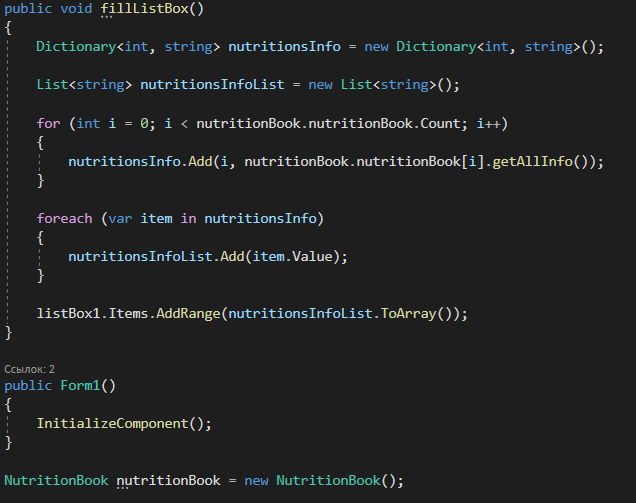 public void fillListBox()
{
    Dictionary<int, string> nutritionsInfo = new Dictionary<int, string>();
    List<string> nutritionsInfoList = new List<string>();
    for (int i = 0; i < nutritionBook.nutritionBook.Count; i++)
    {
        nutritionsInfo.Add(i, nutritionBook.nutritionBook[i].getAllInfo());
    }
    foreach (var item in nutritionsInfo)
    {
        nutritionsInfoList.Add(item.Value);
    }
    listBox1.Items.AddRange(nutritionsInfoList.ToArray());
}
Ссылок: 2
public Form1()
{
    InitializeComponent();
}
NutritionBook nutritionBook = new NutritionBook();